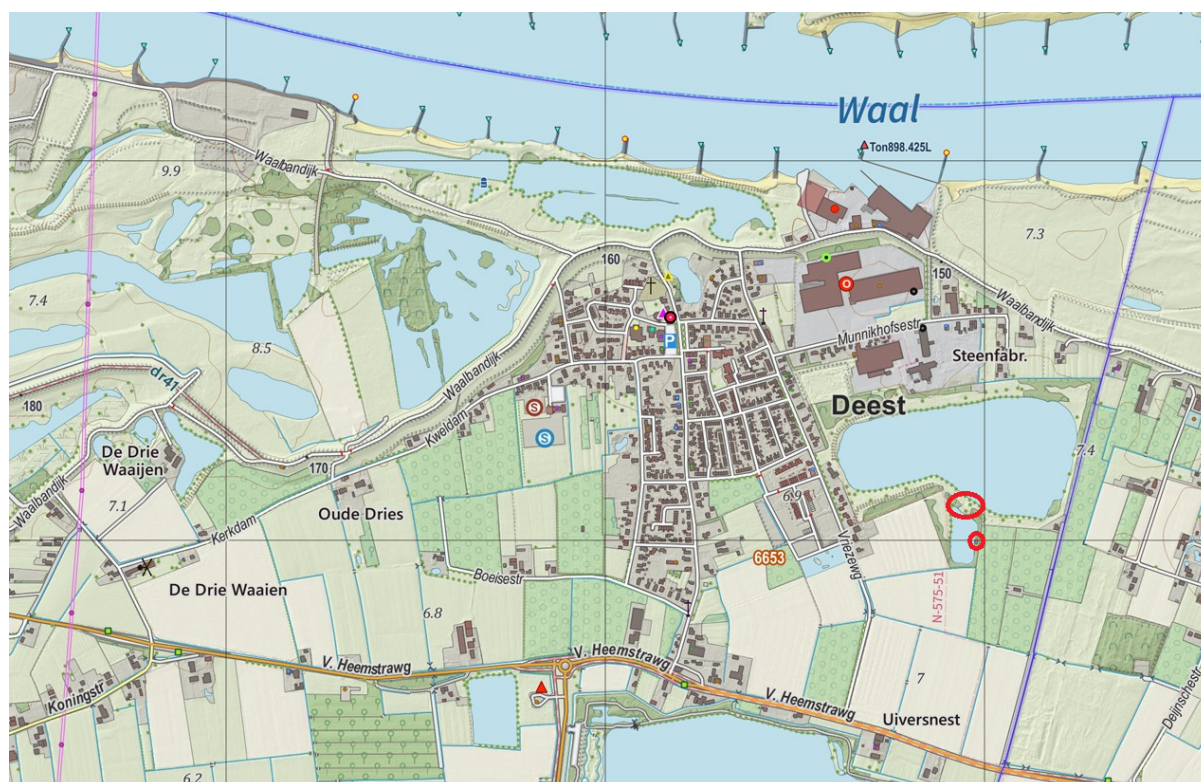 Waal
Ton898.425L
Waalbandijk
9.9
7.3
160
150
7.4
8.5
dr41
Waalbandijk
Waalbandijk
Munnikhofsestr
Steenfabr.
P
O
180
Kweldam
S
S
Deest
De Drie
Waaijen
170
7.4
7.1
Waalbandijk
Oude Dries
Kerkdam
6.9
Vriezewg
6653
Boeisestr
De Drie Waaien
6.8
N-575-51
V. Heemstrawg
V. Heemstrawg
7
V. Heemstrawg
Koningstr
Uiversnest
Deijnschestr
6.2